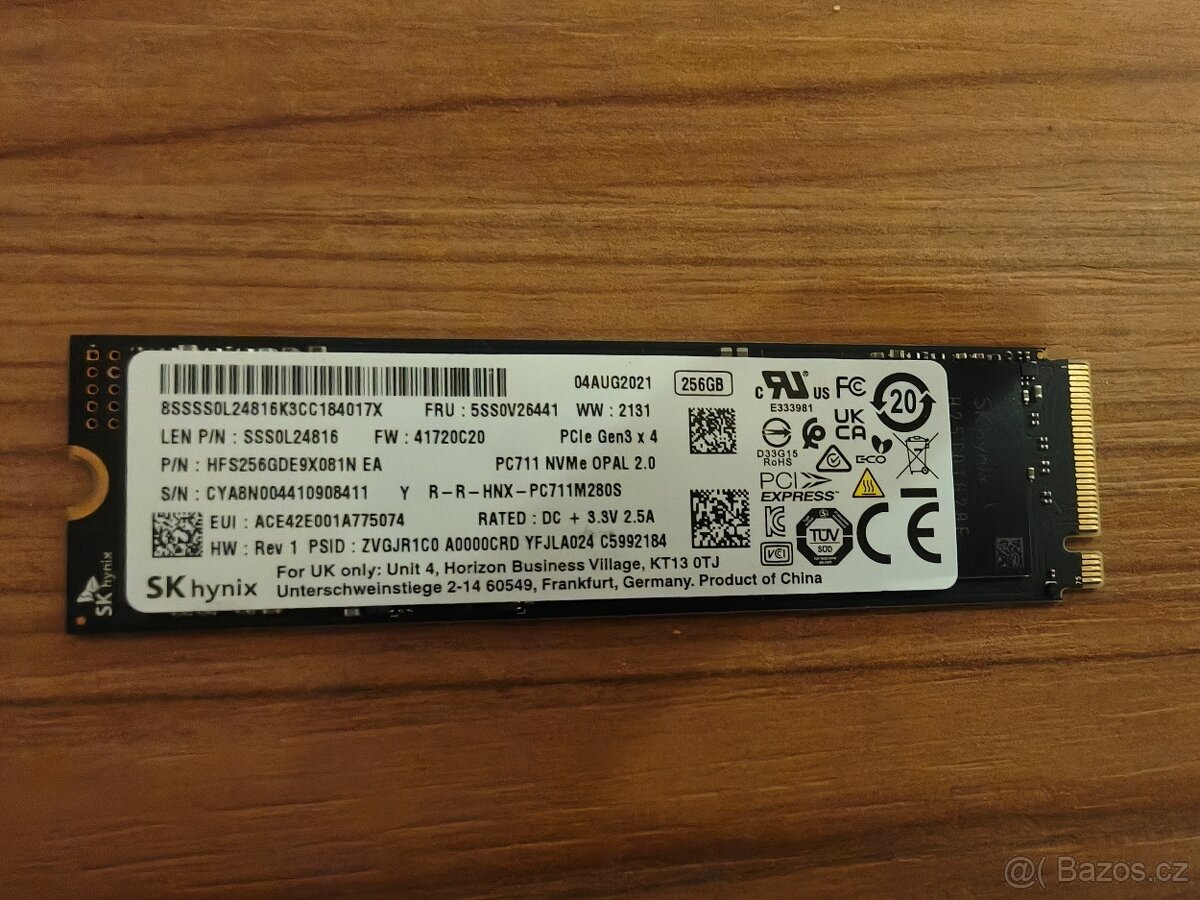 04AUG2021 256GB
8SSSS0L24816K3CC184017X FRU : 5SS0V26441 WW : 2131
LEN P/N : SSS0L24816 FW : 41720C20 PCIe Gen3 x 4
P/N : HFS256GDE9X081N EA PC711 NVMe OPAL 2.0
S/N : CYA8N004410908411 Y R-R-HNX-PC711M280S
EUI : ACE42E001A775074 RATED : DC + 3.3V 2.5A
HW : Rev 1 PSID : ZVGJR1C0 A0000CRD YFJLA024 C5992184
SK hynix
For UK only: Unit 4, Horizon Business Village, KT13 0TJ
Unterschweinstiege 2-14 60549, Frankfurt, Germany. Product of China
c RU US FC
E333981
20
UK
CA
D33G15
RoHS
ECO
PCI
EXPRESS
TÜV
SÜD
VCI
CE
SK hynix
@( Bazos.cz